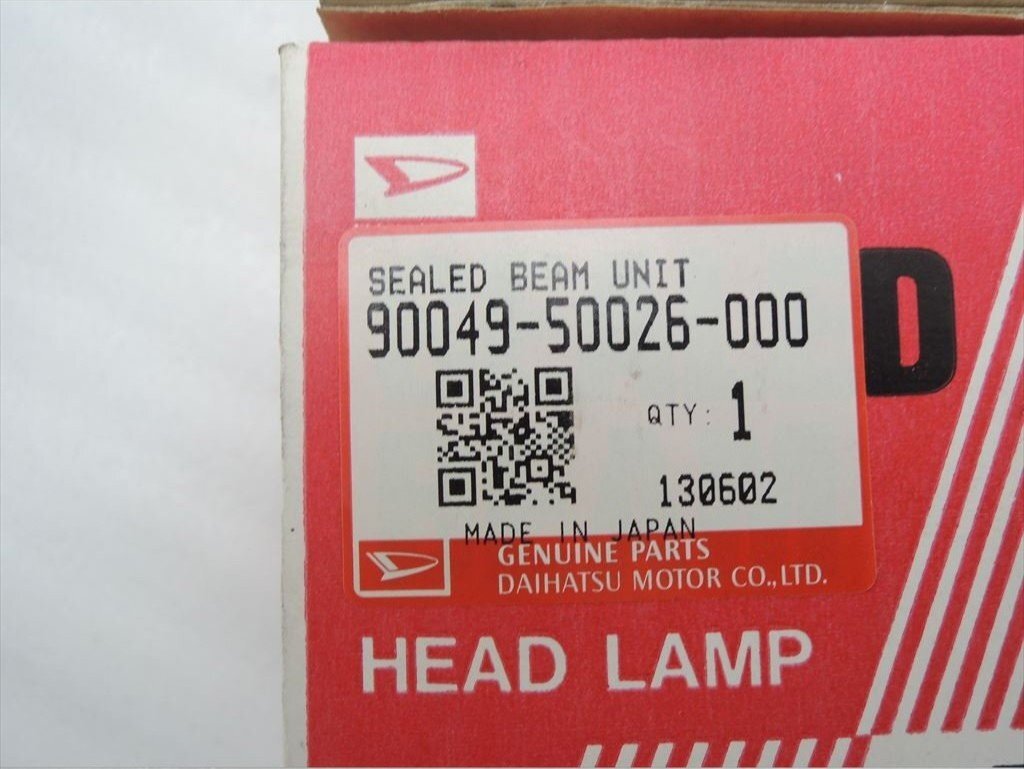 SEALED BEAM UNIT
90049-50026-000
D
QTY: 1
130602
MADE IN JAPAN
GENUINE PARTS
DAIHATSU MOTOR CO.,LTD.
HEAD LAMP